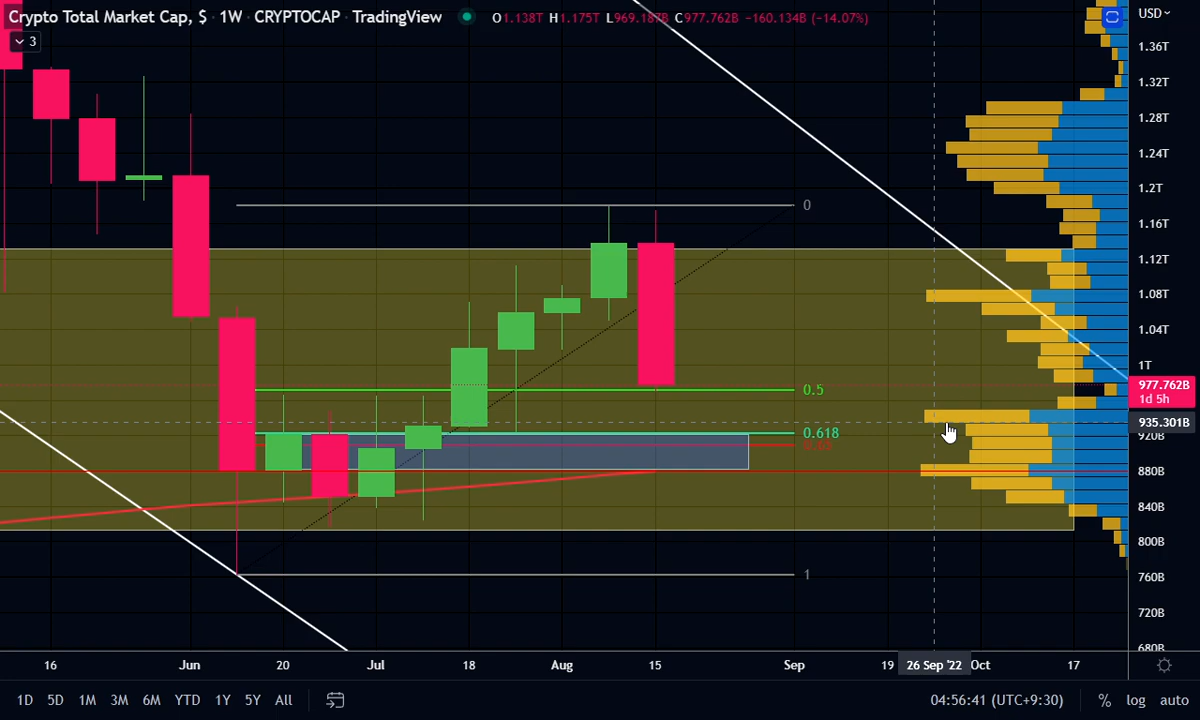 Crypto Total Market Cap, $ · 1W · CRYPTOCAP · TradingView O1.138T H1.175T L969.187B C977.762B −160.134B (−14.07%)
USD
3
1.36T
1.32T
1.28T
1.24T
1.2T
0
1.16T
1.12T
1.08T
1.04T
1T
977.762B
0.5
1d 5h
935.301B
0.618
920B
0.65
880B
840B
800B
1
760B
720B
680B
16 Jun 20 Jul 18 Aug 15 Sep 19 26 Sep '22 Oct 17
1D 5D 1M 3M 6M YTD 1Y 5Y All 04:56:41 (UTC+9:30) % log auto